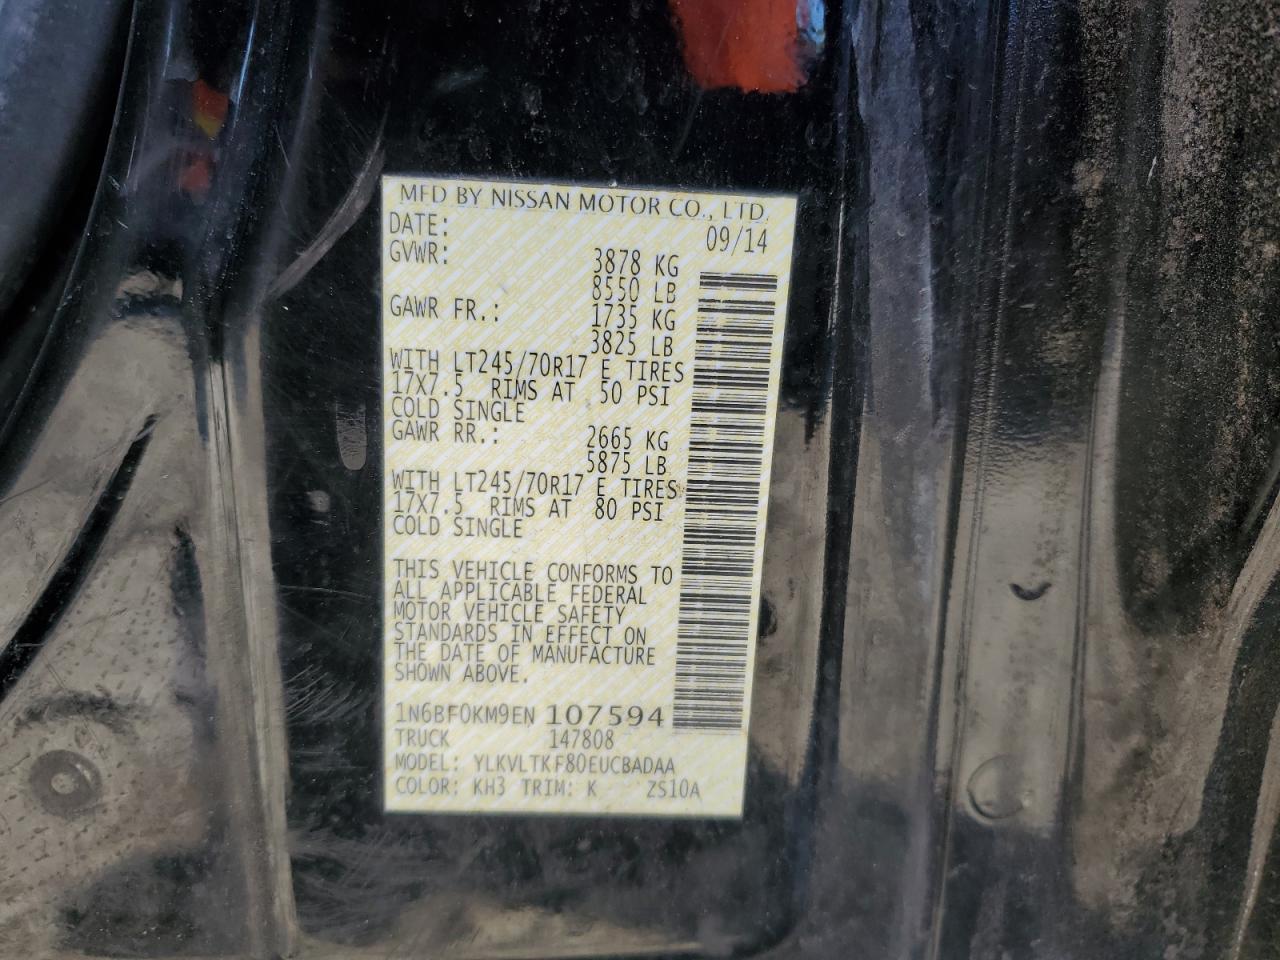 MFD BY NISSAN MOTOR CO., LTD.
DATE: 09/14
GVWR: 3878 KG
8550 LB
GAWR FR.: 1735 KG
3825 LB
WITH LT245/70R17 E TIRES
17X7.5 RIMS AT 50 PSI
COLD SINGLE
GAWR RR.: 2665 KG
5875 LB
WITH LT245/70R17 E TIRES
17X7.5 RIMS AT 80 PSI
COLD SINGLE
THIS VEHICLE CONFORMS TO
ALL APPLICABLE FEDERAL
MOTOR VEHICLE SAFETY
STANDARDS IN EFFECT ON
THE DATE OF MANUFACTURE
SHOWN ABOVE.
1N6BF0KM9EN 107594
TRUCK 147808
MODEL: YLKVLTKF80EUCBADAA
COLOR: KH3 TRIM: K ZS10A